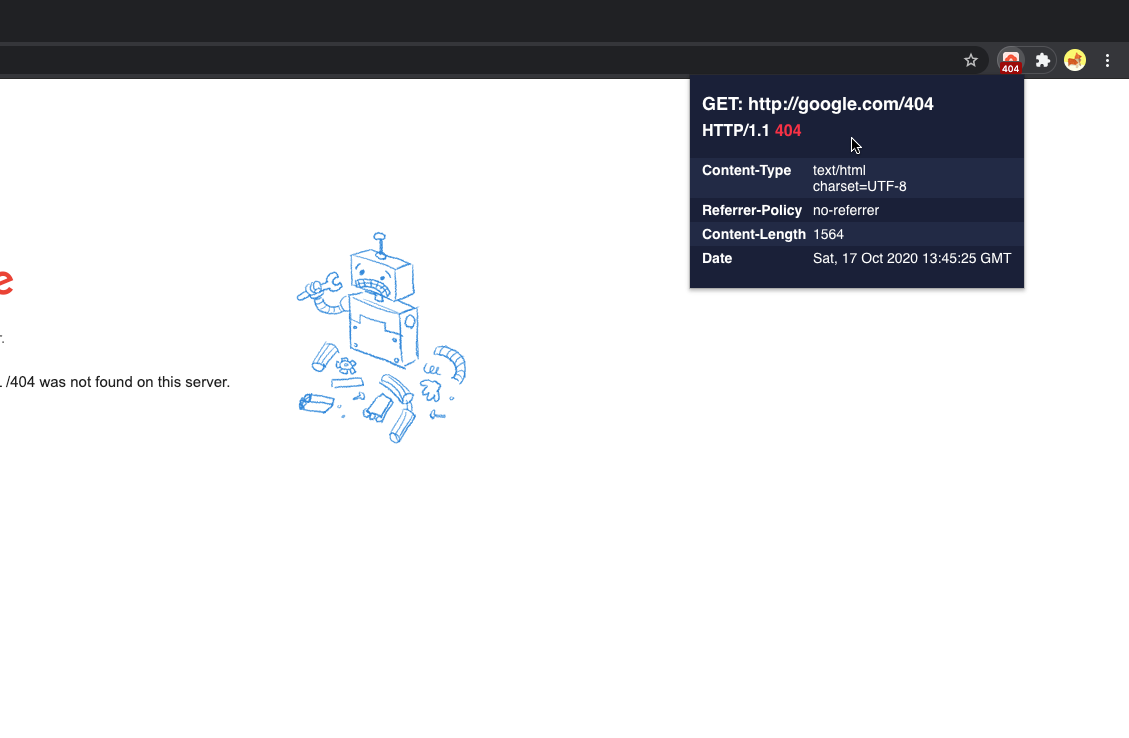 404
GET: http://google.com/404
HTTP/1.1 404
Content-Type text/html
charset=UTF-8
Referrer-Policy no-referrer
Content-Length 1564
Date Sat, 17 Oct 2020 13:45:25 GMT
e
r.
/404 was not found on this server.